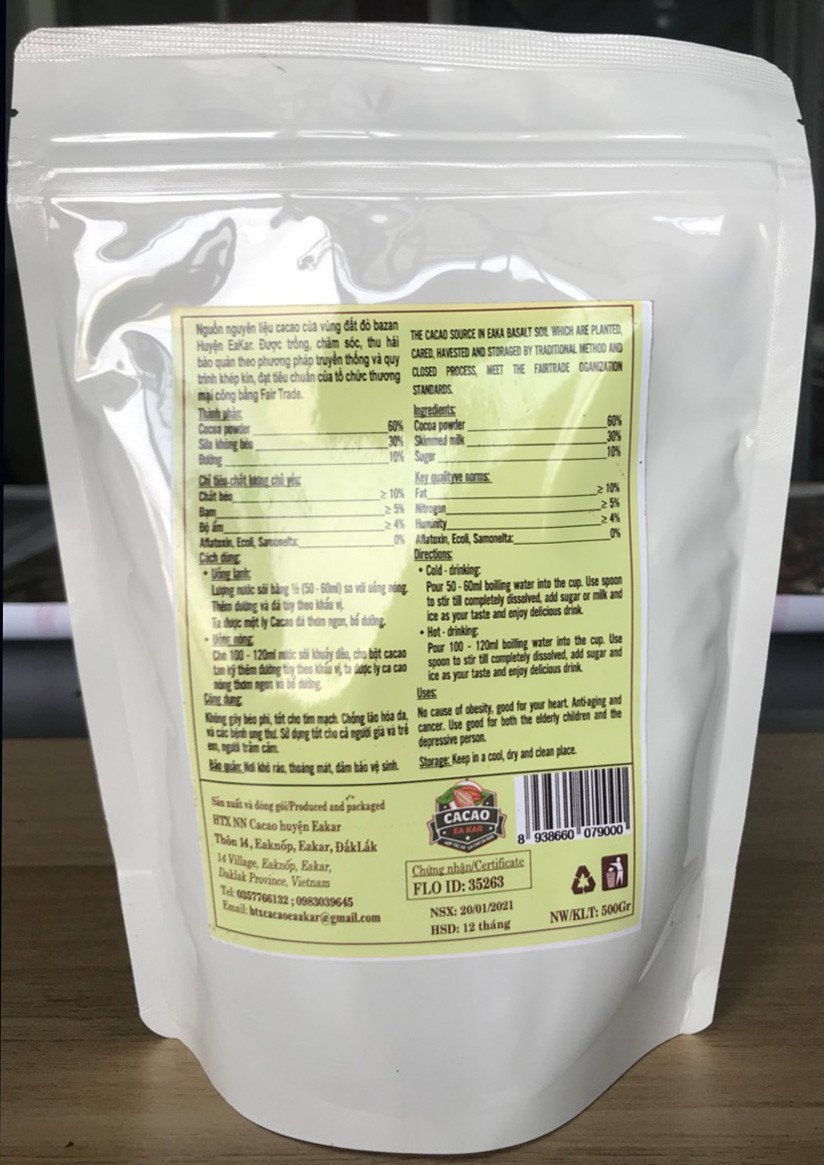 Nguồn nguyên liệu cacao của vùng đất đỏ bazan
Huyện EaKar. Được trồng, chăm sóc, thu hái
bảo quản theo phương pháp truyền thống và quy
trình khép kín, đạt tiêu chuẩn của tổ chức thương
mại công bằng Fair Trade.
Thành phần:
Cocoa powder 60%
Sữa không béo 30%
Đường 10%
Chỉ tiêu chất lượng chủ yếu:
Chất béo ≥ 10%
Đạm ≥ 5%
Độ ẩm ≥ 4%
Aflatoxin, Ecoli, Samonelta: 0%
Cách dùng:
• Uống lạnh:
Lượng nước sôi bằng ½ (50 - 60ml) so với uống nóng.
Thêm đường và đá tùy theo khẩu vị.
Ta được một ly Cacao đá thơm ngon, bổ dưỡng.
• Uống nóng:
Cho 100 - 120ml nước sôi khuấy đều, cho bột cacao
tan kỹ thêm đường tùy theo khẩu vị, ta được ly ca cao
nóng thơm ngon và bổ dưỡng.
Công dụng:
Không gây béo phì, tốt cho tim mạch. Chống lão hóa da,
và các bệnh ung thư. Sử dụng tốt cho cả người già và trẻ
em, người trầm cảm.
Bảo quản: Nơi khô ráo, thoáng mát, đảm bảo vệ sinh.
THE CACAO SOURCE IN EAKA BASALT SOIL WHICH ARE PLANTED,
CARED, HAVESTED AND STORAGED BY TRADITIONAL METHOD AND
CLOSED PROCESS, MEET THE FAIRTRADE OGANIZATION
STANDARDS.
Ingredients:
Cocoa powder 60%
Skimmed milk 30%
Suger 10%
Key qualityve norms:
Fat ≥ 10%
Nitrogen ≥ 5%
Huminity ≥ 4%
Aflatoxin, Ecoli, Samonelta: 0%
Directions:
• Cold - drinking:
Pour 50 - 60ml boilling water into the cup. Use spoon
to stir till completely dissolved, add sugar or milk and
ice as your taste and enjoy delicious drink.
• Hot - drinking:
Pour 100 - 120ml boilling water into the cup. Use
spoon to stir till completely dissolved, add sugar and
ice as your taste and enjoy delicious drink.
Uses:
No cause of obesity, good for your heart. Anti-aging and
cancer. Use good for both the elderly children and the
depressive person.
Storage: Keep in a cool, dry and clean place.
Sản xuất và đóng gói/Produced and packaged
HTX NN Cacao huyện Eakar
Thôn 14, Eaknốp, Eakar, ĐắkLắk
14 Village, Eaknốp, Eakar,
Daklak Province, Vietnam
Tel: 0357766132 ; 0983039645
Email: htxcacaoeaakar@gmail.com
CACAO
EA KAR
8 938660 079000
Chứng nhận/Certificate
FLO ID: 35263
NSX: 20/01/2021
HSD: 12 tháng
NW/KLT: 500Gr